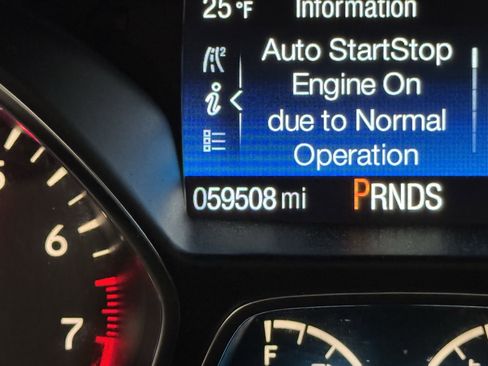 25°F
Information
Auto StartStop
Engine On
due to Normal
Operation
059508 mi
PRNDS
6
7
F